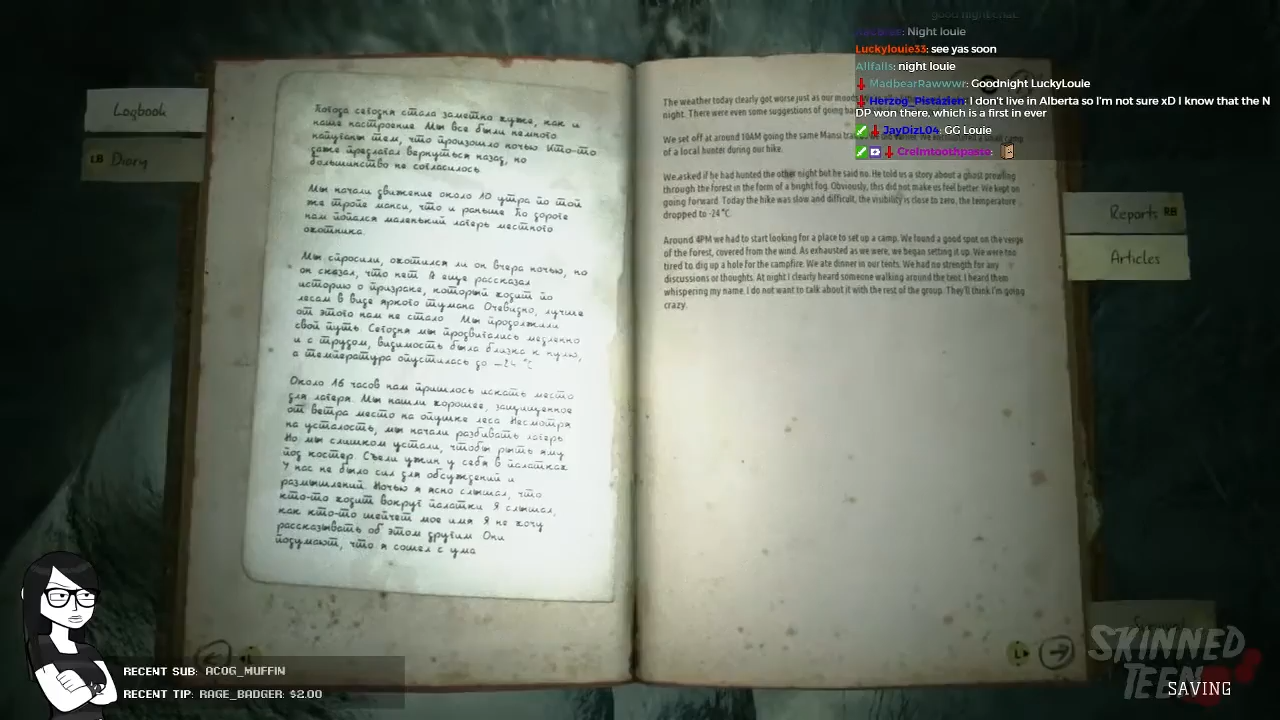 Logbook
LB Diary
Погода сегодня стала заметно хуже, как и
наше настроение. Мы все были немного
напуганы тем, что произошло ночью. Кто-то
даже предлагал вернуться назад, но
большинство не согласилось.
Мы начали движение около 10 утра по той
же тропе манси, что и раньше. По дороге
нам попался маленький лагерь местного
охотника.
Мы спросили, охотился ли он вчера ночью, но
он сказал, что нет. А еще рассказал
историю о призраке, который ходит по
лесам в виде яркого тумана. Очевидно, лучше
от этого нам не стало. Мы продолжили
свой путь. Сегодня мы продвигались медленно
и с трудом, видимость была близка к нулю,
а температура опустилась до -24 °C
Около 16 часов нам пришлось искать место
для лагеря. Мы нашли хорошее, защищенное
от ветра место на опушке леса. Несмотря
на усталость, мы начали разбивать лагерь.
Но мы слишком устали, чтобы рыть яму
под костер. Съели ужин у себя в палатках.
У нас не было сил для обсуждений и
размышлений. Ночью я ясно слышал, что
кто-то ходит вокруг палатки. Я слышал,
как кто-то шепчет мое имя. Я не хочу
рассказывать об этом другим. Они
подумают, что я сошел с ума
The weather today clearly got worse just as our
night. There were even some suggestions of going
We set off at around 10AM going the same Mansi
of a local hunter during our hike.
We asked if he had hunted the other night but he said no. He told us a story about a ghost prowling
through the forest in the form of a bright fog. Obviously, this did not make us feel better. We kept on
going forward. Today the hike was slow and difficult, the visibility is close to zero, the temperature
dropped to -24 °C.
Around 4PM we had to start looking for a place to set up a camp. We found a good spot on the verge
of the forest, covered from the wind. As exhausted as we were, we began setting it up. We were too
tired to dig up a hole for the campfire. We ate dinner in our tents. We had no strength for any
discussions or thoughts. At night I clearly heard someone walking around the tent. I heard them
whispering my name. I do not want to talk about it with the rest of the group. They'll think I'm going
crazy.
good night
: Night louie
Luckylouie33: see yas soon
Allfalls: night louie
MadbearRawwwr: Goodnight LuckyLouie
Herzog_Pistazien: I don't live in Alberta so I'm not sure xD I know that the N
DP won there, which is a first in ever
JayDizL04: GG Louie
Crelmtoothpaste:
Reports RB
Articles
L
L
RECENT SUB: ACOG_MUFFIN
RECENT TIP: RAGE_BADGER: $2.00
SKINNED
TEEN
SAVING